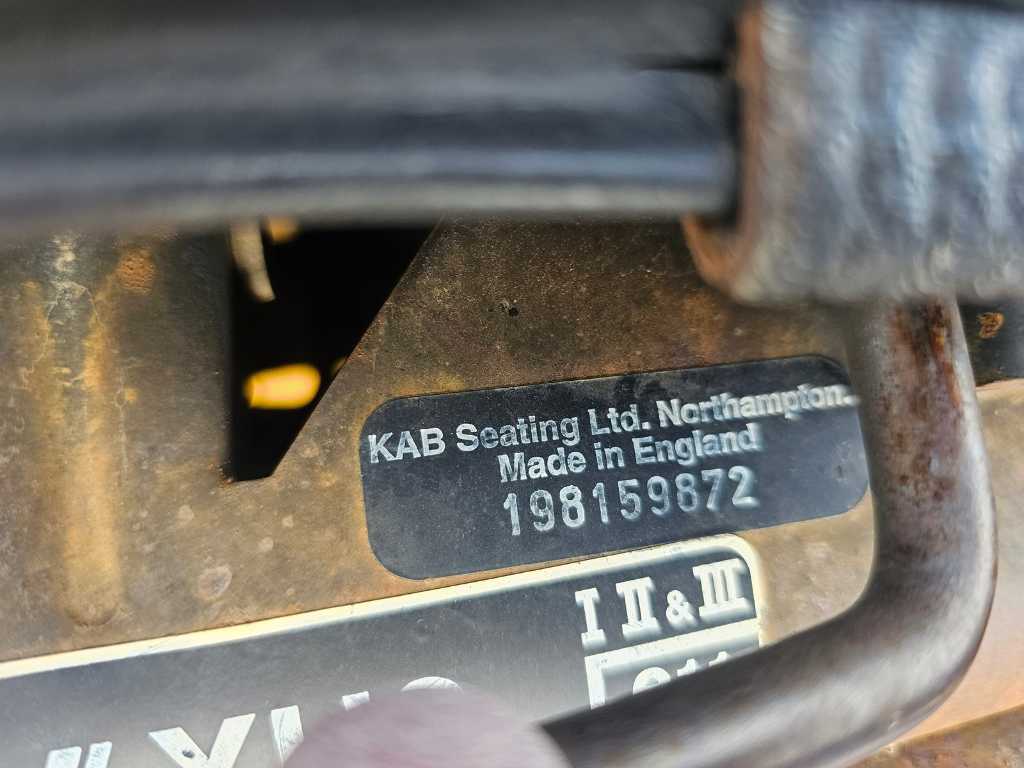 KAB Seating Ltd. Northampton.
Made in England
198159872
I II & III